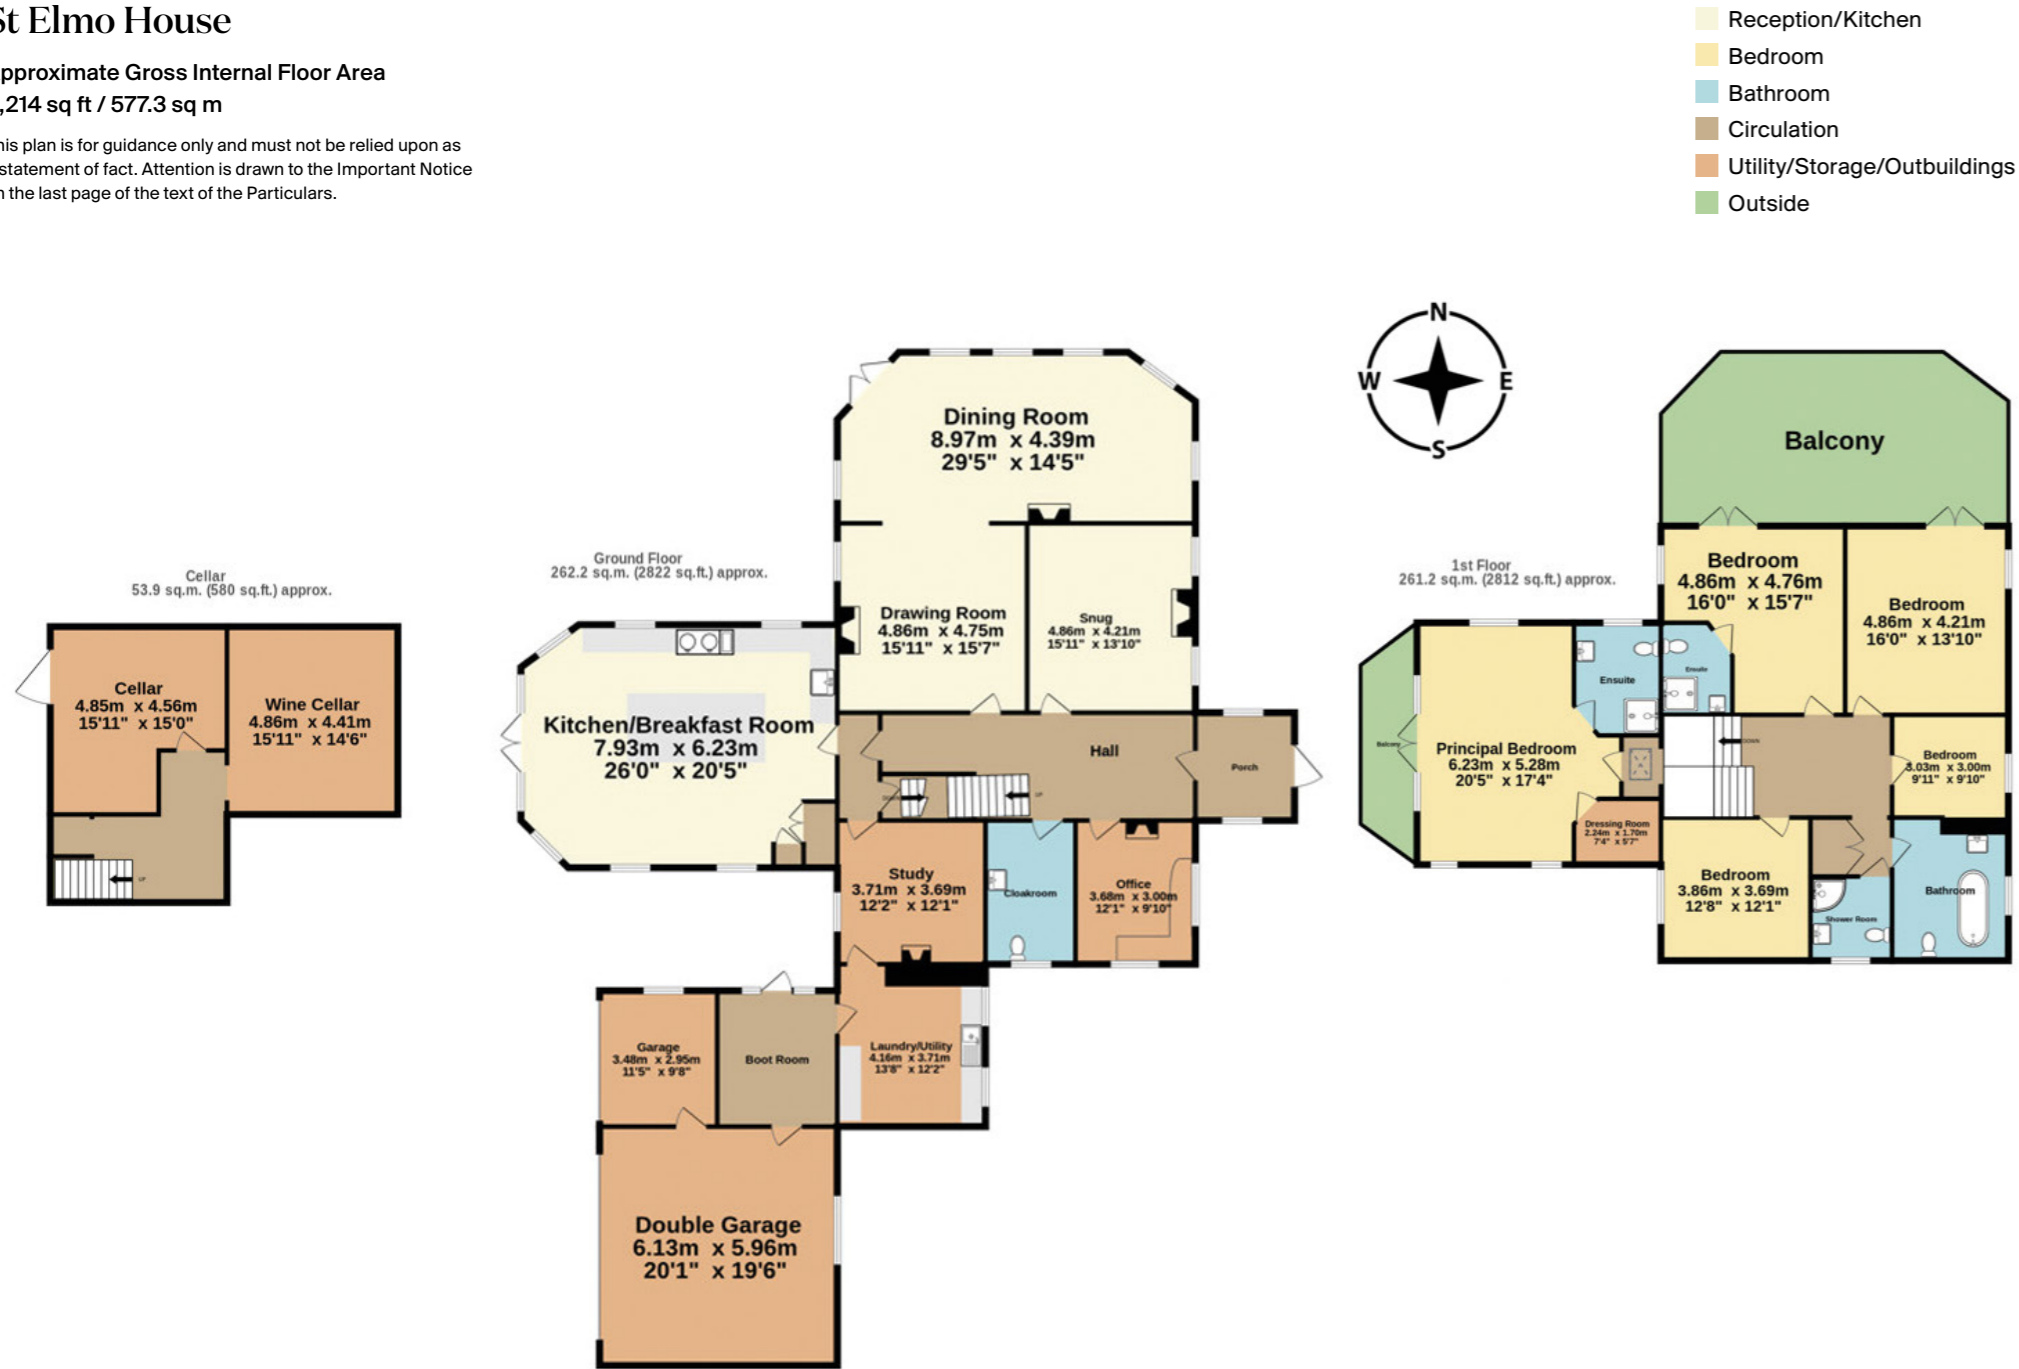 St Elmo House
pproximate Gross Internal Floor Area
,214 sq ft / 577.3 sq m
his plan is for guidance only and must not be relied upon as
statement of fact. Attention is drawn to the Important Notice
n the last page of the text of the Particulars.
Reception/Kitchen
Bedroom
Bathroom
Circulation
Utility/Storage/Outbuildings
Outside
N
W
E
S
Cellar
53.9 sq.m. (580 sq.ft.) approx.
Cellar
4.85m x 4.56m
15'11" x 15'0"
Wine Cellar
4.86m x 4.41m
15'11" x 14'6"
UP
Ground Floor
262.2 sq.m. (2822 sq.ft.) approx.
Dining Room
8.97m x 4.39m
29'5" x 14'5"
Drawing Room
4.86m x 4.75m
15'11" x 15'7"
Snug
4.86m x 4.21m
15'11" x 13'10"
Kitchen/Breakfast Room
7.93m x 6.23m
26'0" x 20'5"
Hall
Porch
DOWN
UP
Study
3.71m x 3.69m
12'2" x 12'1"
Cloakroom
Office
3.68m x 3.00m
12'1" x 9'10"
Garage
3.48m x 2.95m
11'5" x 9'8"
Boot Room
Laundry/Utility
4.16m x 3.71m
13'8" x 12'2"
Double Garage
6.13m x 5.96m
20'1" x 19'6"
1st Floor
261.2 sq.m. (2812 sq.ft.) approx.
Balcony
Bedroom
4.86m x 4.76m
16'0" x 15'7"
Bedroom
4.86m x 4.21m
16'0" x 13'10"
Ensuite
Ensuite
Balcony
Principal Bedroom
6.23m x 5.28m
20'5" x 17'4"
DOWN
Bedroom
3.03m x 3.00m
9'11" x 9'10"
Dressing Room
2.24m x 1.70m
7'4" x 5'7"
Bedroom
3.86m x 3.69m
12'8" x 12'1"
Shower Room
Bathroom